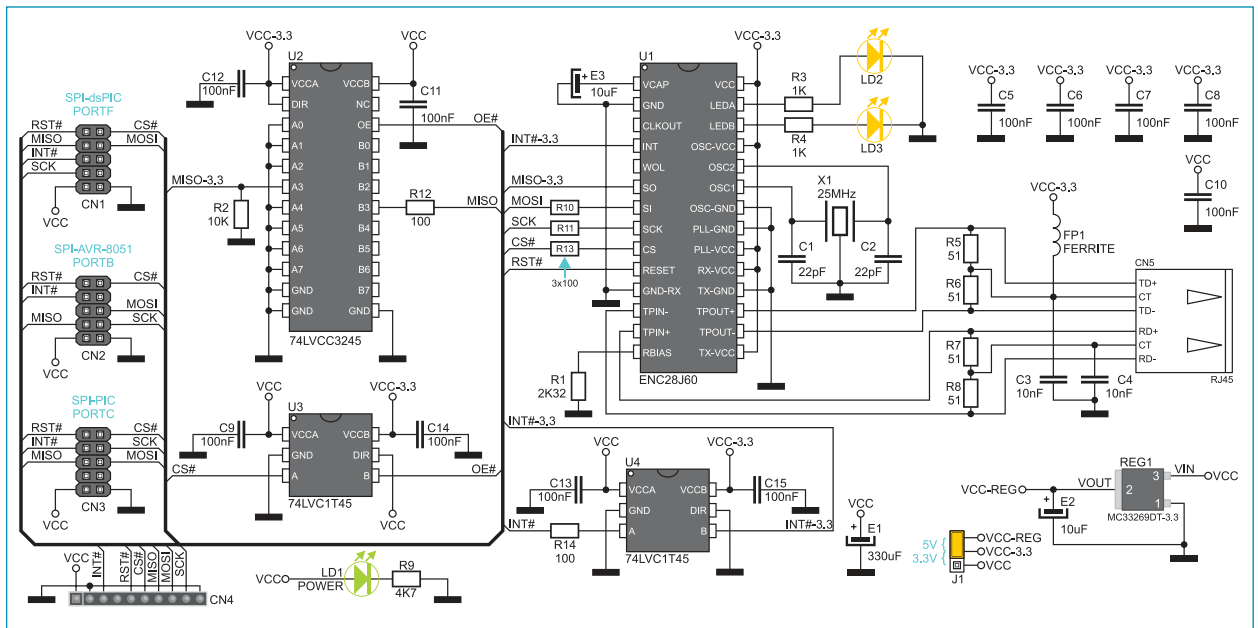 VCC-3.3
U2
VCC
C12
100nF
VCCA
VCCB
DIR
NC
A0
OE
A1
B0
A2
B1
A3
B2
A4
B3
A5
B4
A6
B5
A7
B6
GND
B7
GND
GND
74LVCC3245
C11
100nF
OE#
MISO-3.3
R2
10K
R12
100
MISO
SPI-dsPIC
PORTF
RST#
CS#
MISO
MOSI
INT#
SCK
VCC
CN1
SPI-AVR-8051
PORTB
RST#
CS#
INT#
MOSI
MISO
SCK
VCC
CN2
SPI-PIC
PORTC
RST#
CS#
INT#
SCK
MISO
MOSI
VCC
CN3
VCC
INT#
RST#
CS#
MISO
MOSI
SCK
CN4
VCC
VCC-3.3
C9
100nF
U3
VCCA
VCCB
GND
DIR
A
B
74LVC1T45
C14
100nF
CS#
OE#
VCC
VCC
LD1
POWER
R9
4K7
E3
10uF
U1
VCC-3.3
VCAP
VCC
GND
LEDA
CLKOUT
LEDB
INT
OSC-VCC
WOL
OSC2
SO
OSC1
SI
OSC-GND
SCK
PLL-GND
CS
PLL-VCC
RESET
RX-VCC
GND-RX
TX-GND
TPIN-
TPOUT+
TPIN+
TPOUT-
RBIAS
TX-VCC
ENC28J60
INT#-3.3
MISO-3.3
MOSI
R10
SCK
R11
CS#
R13
RST#
3x100
R1
2K32
R3
1K
LD2
R4
1K
LD3
X1
25MHz
C1
22pF
C2
22pF
VCC-3.3
C5
100nF
VCC-3.3
C6
100nF
VCC-3.3
C7
100nF
VCC-3.3
C8
100nF
VCC
C10
100nF
VCC-3.3
FP1
FERRITE
R5
51
R6
51
R7
51
R8
51
CN5
TD+
CT
TD-
RD+
CT
RD-
RJ45
C3
10nF
C4
10nF
INT#-3.3
VCC
VCC-3.3
C13
100nF
U4
VCCA
VCCB
GND
DIR
A
B
74LVC1T45
C15
100nF
INT#
R14
100
INT#-3.3
VCC
E1
330uF
REG1
VIN
VCC
VOUT
3
2
1
MC33269DT-3.3
VCC-REG
E2
10uF
5V
3.3V
VCC-REG
VCC-3.3
VCC
J1